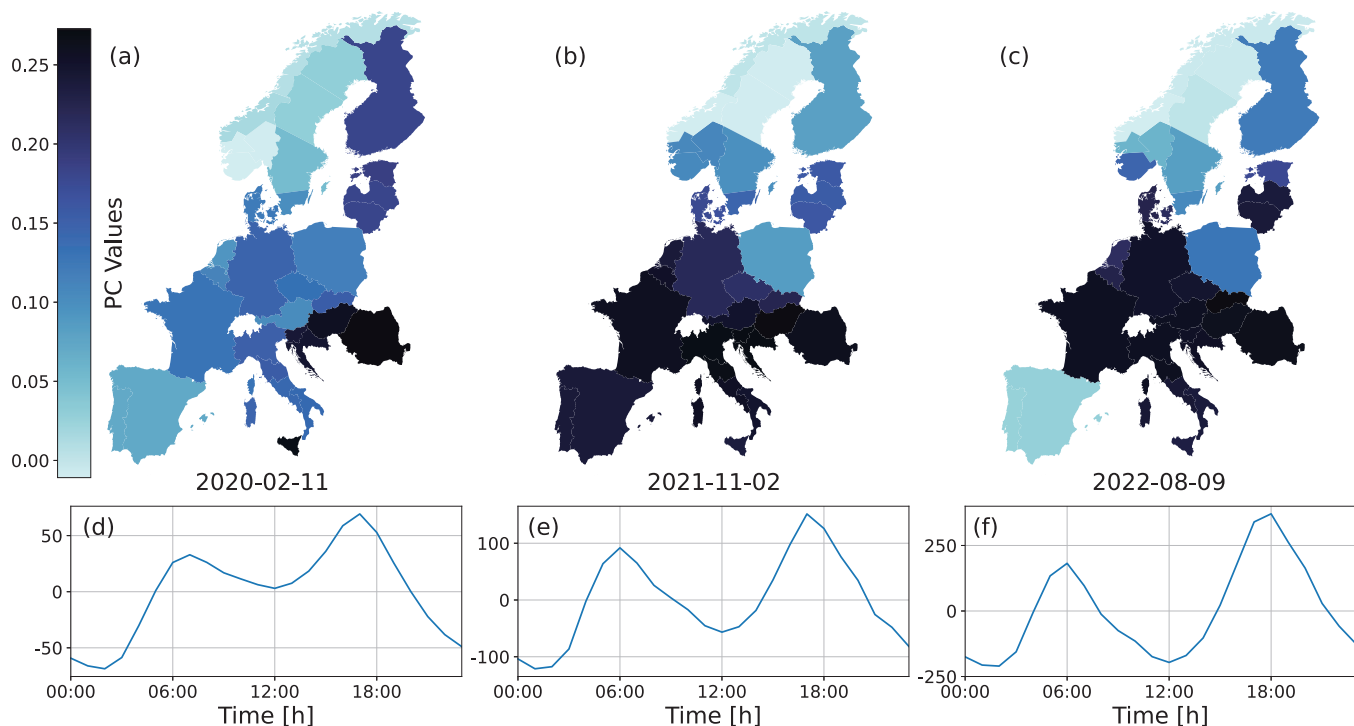 (a)
(b)
(c)
0.25
0.20
0.15
0.10
0.05
0.00
PC Values
2020-02-11
2021-11-02
2022-08-09
(d)
50
0
-50
00:00 06:00 12:00 18:00
Time [h]
(e)
100
0
-100
00:00 06:00 12:00 18:00
Time [h]
(f)
250
0
-250
00:00 06:00 12:00 18:00
Time [h]